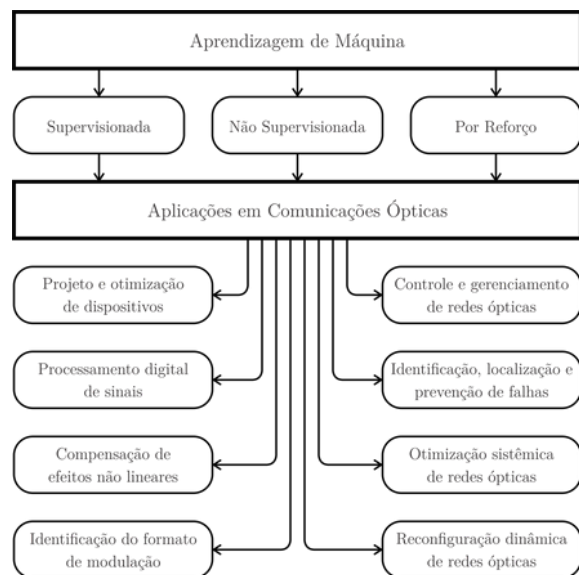 Aprendizagem de Máquina
Supervisionada
Não Supervisionada
Por Reforço
Aplicações em Comunicações Ópticas
Projeto e otimização
de dispositivos
Controle e gerenciamento
de redes ópticas
Processamento digital
de sinais
Identificação, localização e
prevenção de falhas
Compensação de
efeitos não lineares
Otimização sistêmica
de redes ópticas
Identificação do formato
de modulação
Reconfiguração dinâmica
de redes ópticas